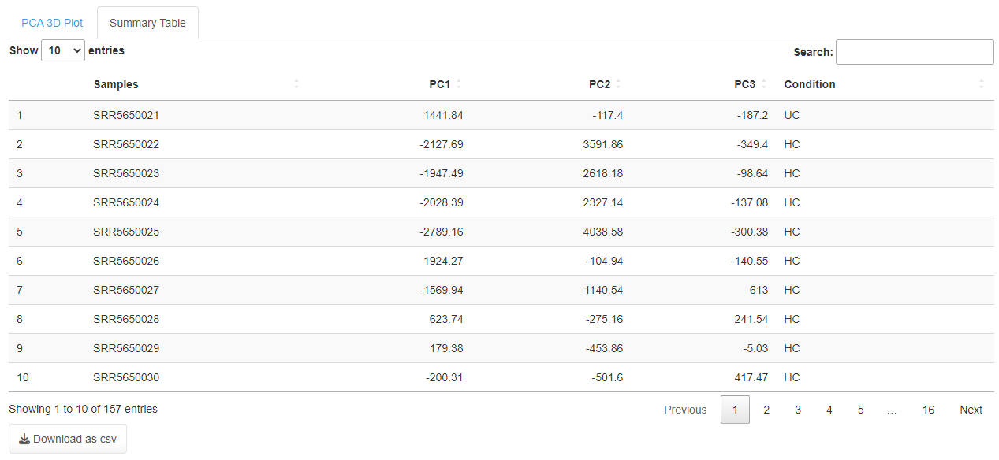 PCA 3D Plot Summary Table
Show 10 entries Search:
Samples PC1 PC2 PC3 Condition
1 SRR5650021 1441.84 -117.4 -187.2 UC
2 SRR5650022 -2127.69 3591.86 -349.4 HC
3 SRR5650023 -1947.49 2618.18 -98.64 HC
4 SRR5650024 -2028.39 2327.14 -137.08 HC
5 SRR5650025 -2789.16 4038.58 -300.38 HC
6 SRR5650026 1924.27 -104.94 -140.55 HC
7 SRR5650027 -1569.94 -1140.54 613 HC
8 SRR5650028 623.74 -275.16 241.54 HC
9 SRR5650029 179.38 -453.86 -5.03 HC
10 SRR5650030 -200.31 -501.6 417.47 HC
Showing 1 to 10 of 157 entries Previous 1 2 3 4 5 … 16 Next
Download as csv